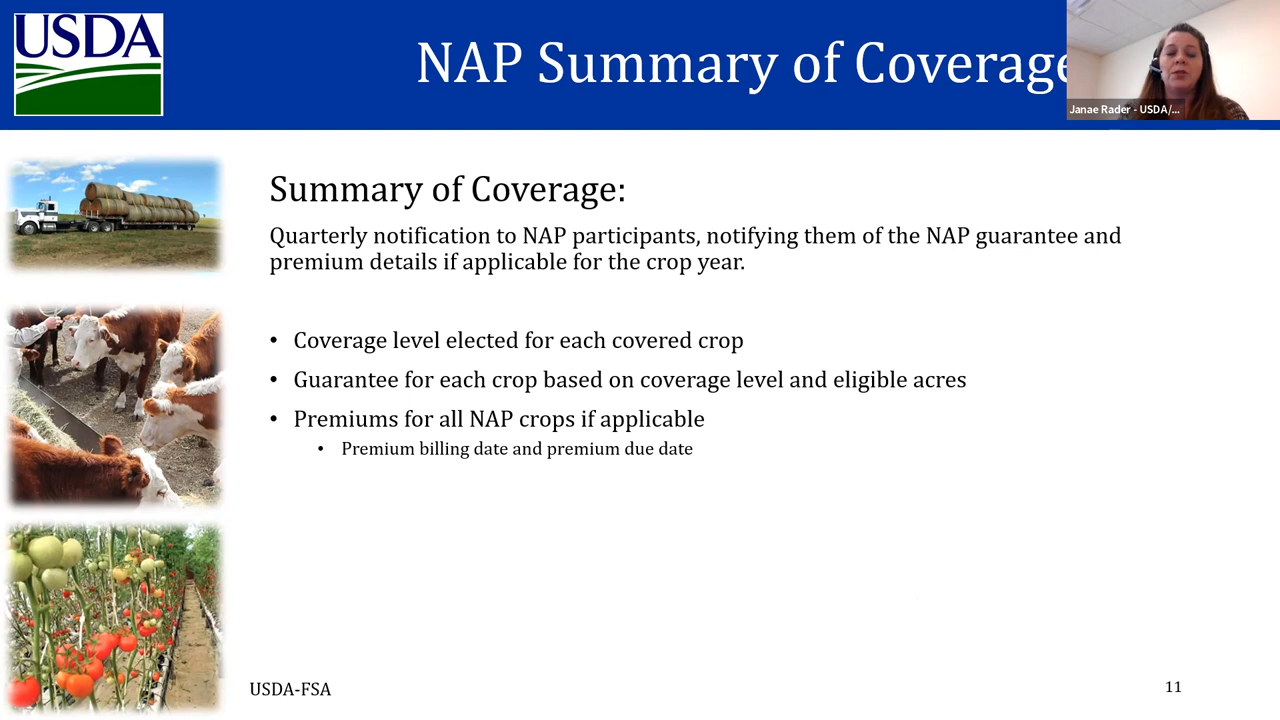 USDA
NAP Summary of Coverage
Janae Rader - USDA/...
Summary of Coverage:
Quarterly notification to NAP participants, notifying them of the NAP guarantee and
premium details if applicable for the crop year.
• Coverage level elected for each covered crop
• Guarantee for each crop based on coverage level and eligible acres
• Premiums for all NAP crops if applicable
• Premium billing date and premium due date
USDA-FSA
11